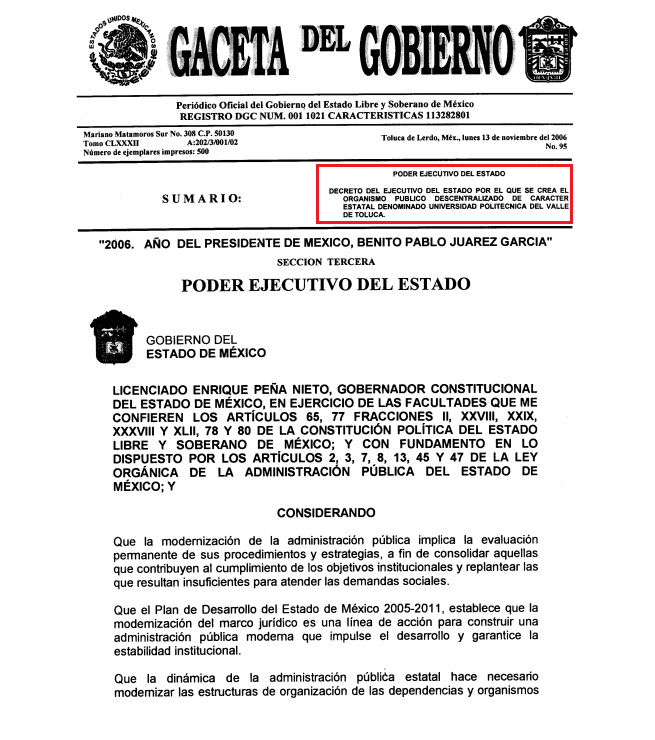 ESTADOS UNIDOS MEXICANOS
GACETA DEL GOBIERNO
Periódico Oficial del Gobierno del Estado Libre y Soberano de México
REGISTRO DGC NUM. 001 1021 CARACTERISTICAS 113282801
Mariano Matamoros Sur No. 308 C.P. 50130
Tomo CLXXXII A:202/3/001/02
Número de ejemplares impresos: 500
Toluca de Lerdo, Méx., lunes 13 de noviembre del 2006
No. 95
SUMARIO:
PODER EJECUTIVO DEL ESTADO
DECRETO DEL EJECUTIVO DEL ESTADO POR EL QUE SE CREA EL
ORGANISMO PUBLICO DESCENTRALIZADO DE CARACTER
ESTATAL DENOMINADO UNIVERSIDAD POLITECNICA DEL VALLE
DE TOLUCA.
"2006. AÑO DEL PRESIDENTE DE MEXICO, BENITO PABLO JUAREZ GARCIA"
SECCION TERCERA
PODER EJECUTIVO DEL ESTADO
GOBIERNO DEL
ESTADO DE MÉXICO
LICENCIADO ENRIQUE PEÑA NIETO, GOBERNADOR CONSTITUCIONAL
DEL ESTADO DE MÉXICO, EN EJERCICIO DE LAS FACULTADES QUE ME
CONFIEREN LOS ARTÍCULOS 65, 77 FRACCIONES II, XXVIII, XXIX,
XXXVIII Y XLII, 78 Y 80 DE LA CONSTITUCIÓN POLÍTICA DEL ESTADO
LIBRE Y SOBERANO DE MÉXICO; Y CON FUNDAMENTO EN LO
DISPUESTO POR LOS ARTÍCULOS 2, 3, 7, 8, 13, 45 Y 47 DE LA LEY
ORGÁNICA DE LA ADMINISTRACIÓN PÚBLICA DEL ESTADO DE
MÉXICO; Y
CONSIDERANDO
Que la modernización de la administración pública implica la evaluación
permanente de sus procedimientos y estrategias, a fin de consolidar aquellas
que contribuyen al cumplimiento de los objetivos institucionales y replantear las
que resultan insuficientes para atender las demandas sociales.
Que el Plan de Desarrollo del Estado de México 2005-2011, establece que la
modernización del marco jurídico es una línea de acción para construir una
administración pública moderna que impulse el desarrollo y garantice la
estabilidad institucional.
Que la dinámica de la administración pública estatal hace necesario
modernizar las estructuras de organización de las dependencias y organismos